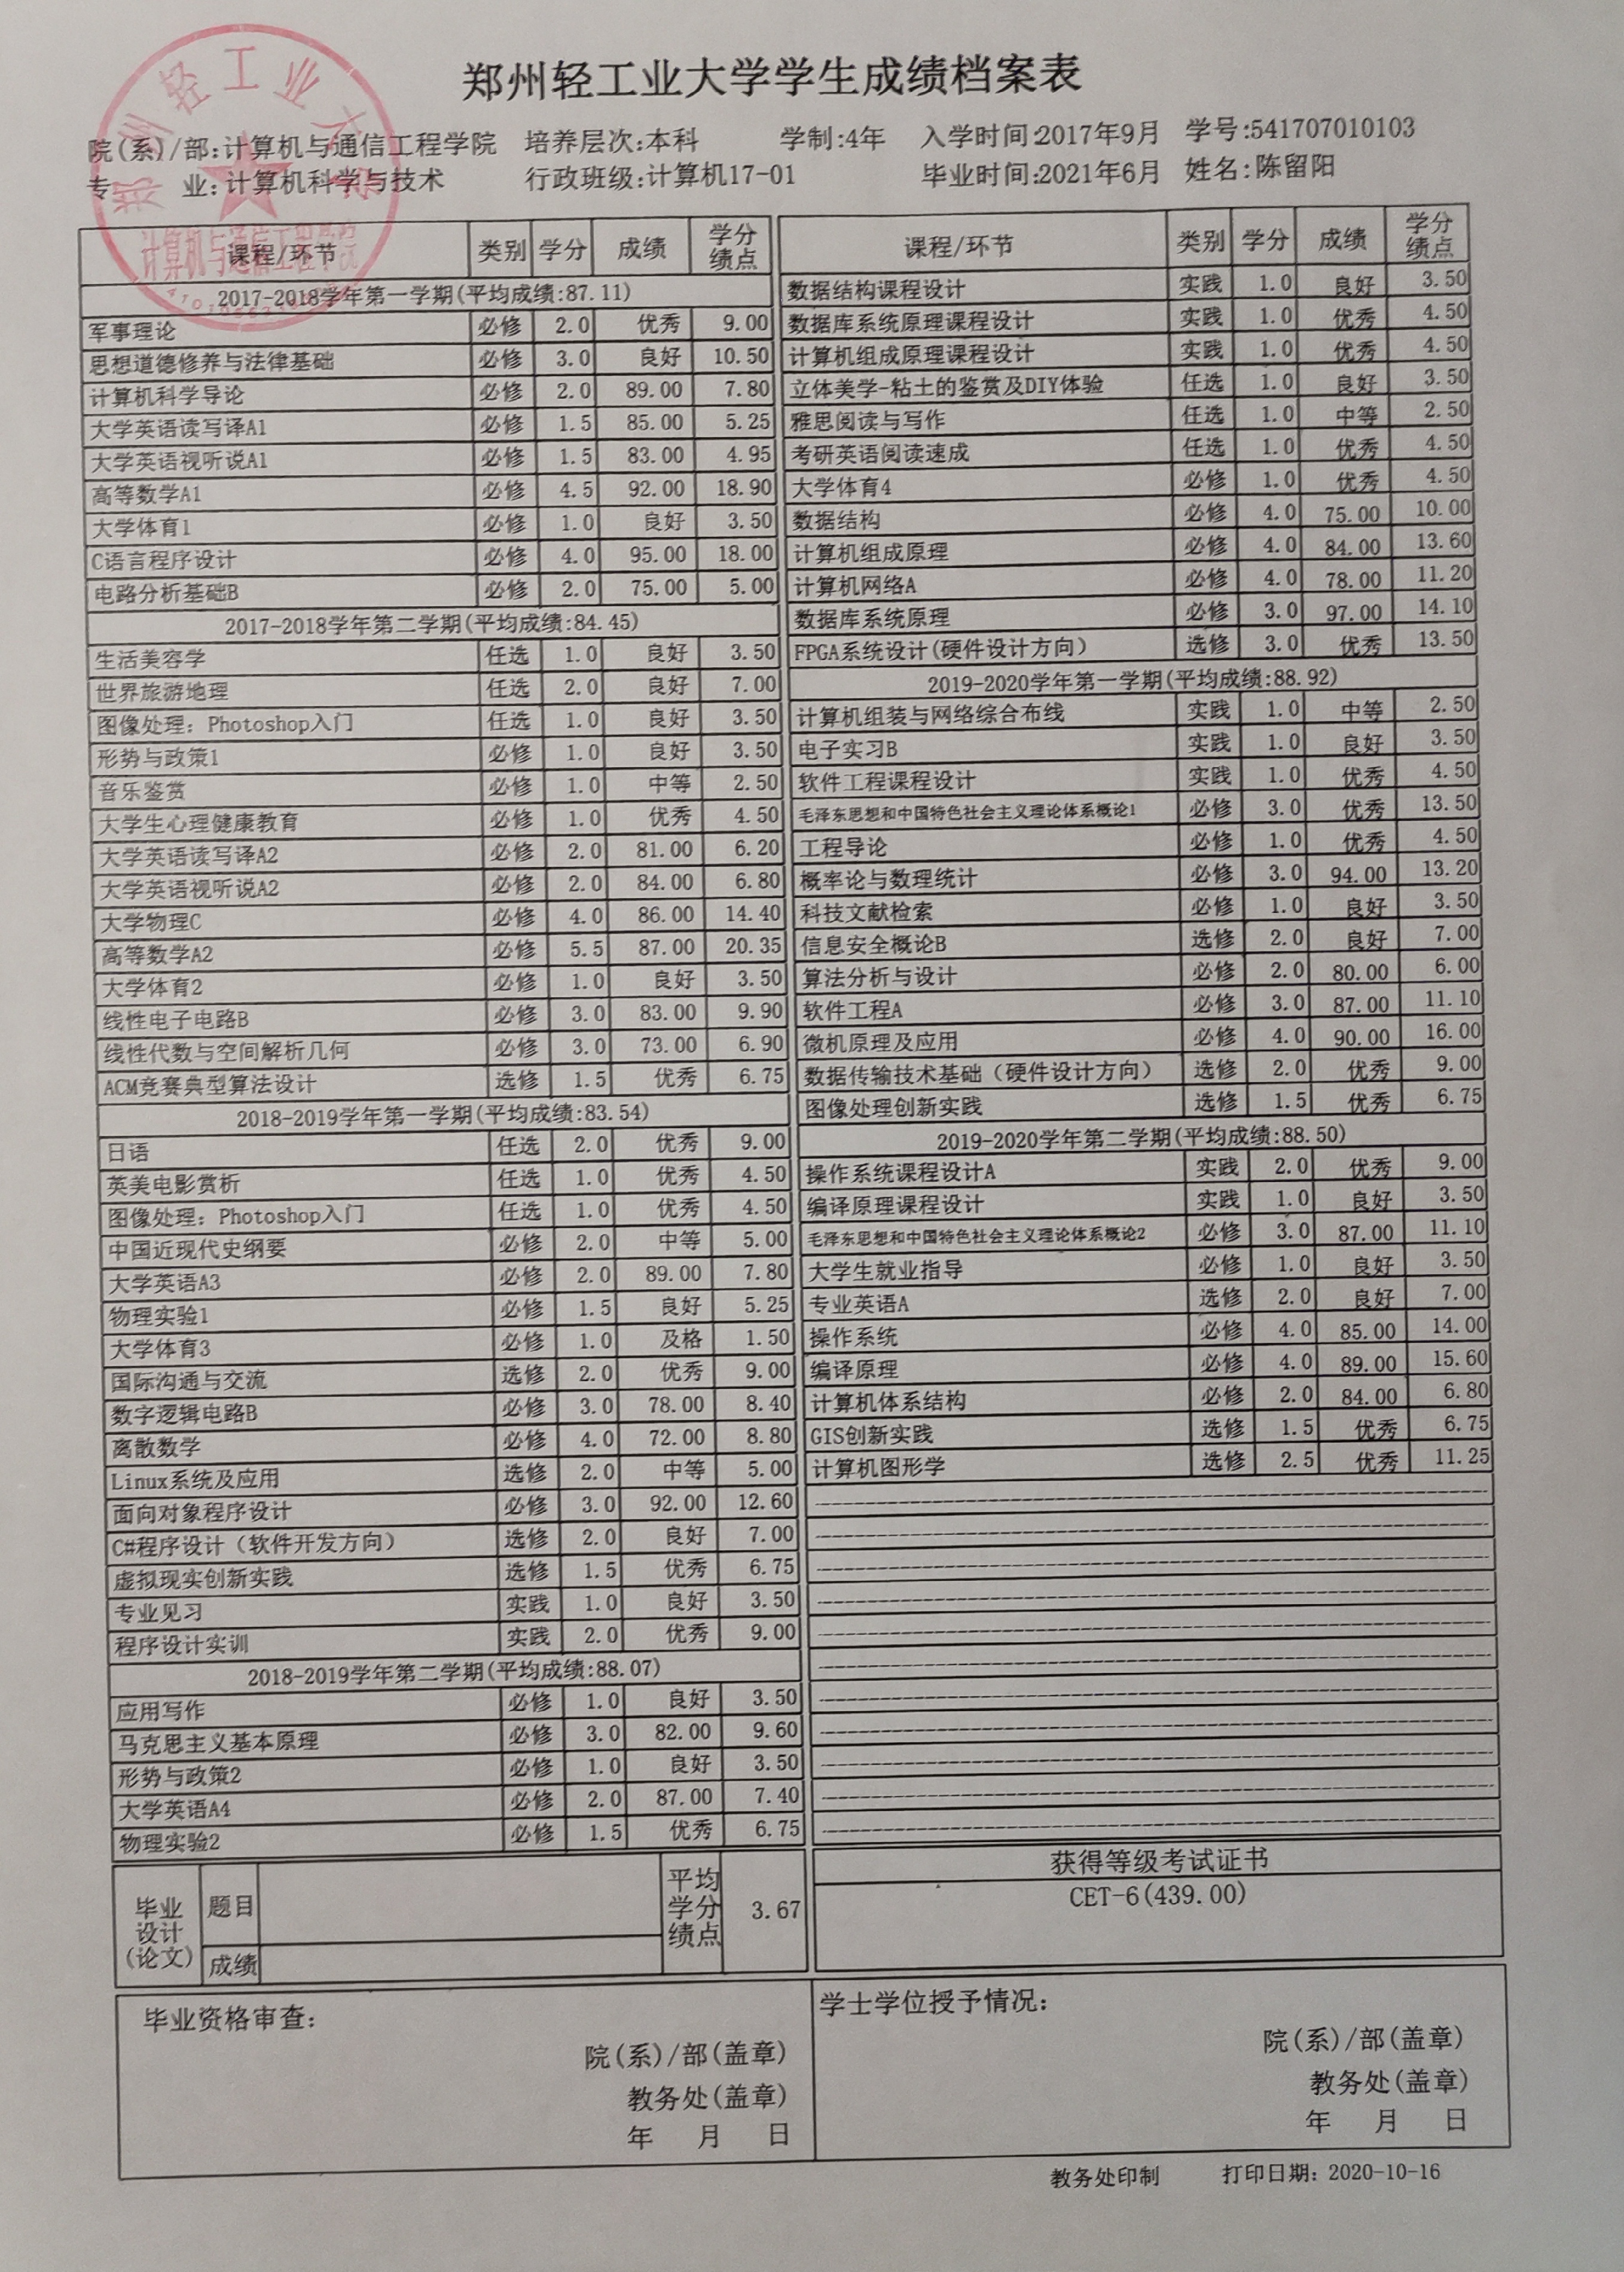 郑州轻工业大学学生成绩档案表
院(系)/部:计算机与通信工程学院 培养层次:本科 学制:4年 入学时间:2017年9月 学号:541707010103
专 业:计算机科学与技术 行政班级:计算机17-01 毕业时间:2021年6月 姓名:陈留阳
郑州轻工业大学
计算机与通信工程学院
课程/环节 类别 学分 成绩 学分绩点
2017-2018学年第一学期(平均成绩:87.11)
军事理论 必修 2.0 优秀 9.00
思想道德修养与法律基础 必修 3.0 良好 10.50
计算机科学导论 必修 2.0 89.00 7.80
大学英语读写译A1 必修 1.5 85.00 5.25
大学英语视听说A1 必修 1.5 83.00 4.95
高等数学A1 必修 4.5 92.00 18.90
大学体育1 必修 1.0 良好 3.50
C语言程序设计 必修 4.0 95.00 18.00
电路分析基础B 必修 2.0 75.00 5.00
2017-2018学年第二学期(平均成绩:84.45)
生活美容学 任选 1.0 良好 3.50
世界旅游地理 任选 2.0 良好 7.00
图像处理：Photoshop入门 任选 1.0 良好 3.50
形势与政策1 必修 1.0 良好 3.50
音乐鉴赏 必修 1.0 中等 2.50
大学生心理健康教育 必修 1.0 优秀 4.50
大学英语读写译A2 必修 2.0 81.00 6.20
大学英语视听说A2 必修 2.0 84.00 6.80
大学物理C 必修 4.0 86.00 14.40
高等数学A2 必修 5.5 87.00 20.35
大学体育2 必修 1.0 良好 3.50
线性电子电路B 必修 3.0 83.00 9.90
线性代数与空间解析几何 必修 3.0 73.00 6.90
ACM竞赛典型算法设计 选修 1.5 优秀 6.75
2018-2019学年第一学期(平均成绩:83.54)
日语 任选 2.0 优秀 9.00
英美电影赏析 任选 1.0 优秀 4.50
图像处理：Photoshop入门 任选 1.0 优秀 4.50
中国近现代史纲要 必修 2.0 中等 5.00
大学英语A3 必修 2.0 89.00 7.80
物理实验1 必修 1.5 良好 5.25
大学体育3 必修 1.0 及格 1.50
国际沟通与交流 选修 2.0 优秀 9.00
数字逻辑电路B 必修 3.0 78.00 8.40
离散数学 必修 4.0 72.00 8.80
Linux系统及应用 选修 2.0 中等 5.00
面向对象程序设计 必修 3.0 92.00 12.60
C#程序设计（软件开发方向） 选修 2.0 良好 7.00
虚拟现实创新实践 选修 1.5 优秀 6.75
专业见习 实践 1.0 良好 3.50
程序设计实训 实践 2.0 优秀 9.00
2018-2019学年第二学期(平均成绩:88.07)
应用写作 必修 1.0 良好 3.50
马克思主义基本原理 必修 3.0 82.00 9.60
形势与政策2 必修 1.0 良好 3.50
大学英语A4 必修 2.0 87.00 7.40
物理实验2 必修 1.5 优秀 6.75
课程/环节 类别 学分 成绩 学分绩点
数据结构课程设计 实践 1.0 良好 3.50
数据库系统原理课程设计 实践 1.0 优秀 4.50
计算机组成原理课程设计 实践 1.0 优秀 4.50
立体美学-粘土的鉴赏及DIY体验 任选 1.0 良好 3.50
雅思阅读与写作 任选 1.0 中等 2.50
考研英语阅读速成 任选 1.0 优秀 4.50
大学体育4 必修 1.0 优秀 4.50
数据结构 必修 4.0 75.00 10.00
计算机组成原理 必修 4.0 84.00 13.60
计算机网络A 必修 4.0 78.00 11.20
数据库系统原理 必修 3.0 97.00 14.10
FPGA系统设计(硬件设计方向) 选修 3.0 优秀 13.50
2019-2020学年第一学期(平均成绩:88.92)
计算机组装与网络综合布线 实践 1.0 中等 2.50
电子实习B 实践 1.0 良好 3.50
软件工程课程设计 实践 1.0 优秀 4.50
毛泽东思想和中国特色社会主义理论体系概论1 必修 3.0 优秀 13.50
工程导论 必修 1.0 优秀 4.50
概率论与数理统计 必修 3.0 94.00 13.20
科技文献检索 必修 1.0 良好 3.50
信息安全概论B 选修 2.0 良好 7.00
算法分析与设计 必修 2.0 80.00 6.00
软件工程A 必修 3.0 87.00 11.10
微机原理及应用 必修 4.0 90.00 16.00
数据传输技术基础（硬件设计方向） 选修 2.0 优秀 9.00
图像处理创新实践 选修 1.5 优秀 6.75
2019-2020学年第二学期(平均成绩:88.50)
操作系统课程设计A 实践 2.0 优秀 9.00
编译原理课程设计 实践 1.0 良好 3.50
毛泽东思想和中国特色社会主义理论体系概论2 必修 3.0 87.00 11.10
大学生就业指导 必修 1.0 良好 3.50
专业英语A 选修 2.0 良好 7.00
操作系统 必修 4.0 85.00 14.00
编译原理 必修 4.0 89.00 15.60
计算机体系结构 必修 2.0 84.00 6.80
GIS创新实践 选修 1.5 优秀 6.75
计算机图形学 选修 2.5 优秀 11.25
毕业设计(论文) 题目 平均学分绩点 3.67
成绩
获得等级考试证书
CET-6(439.00)
毕业资格审查：
院(系)/部(盖章)
教务处(盖章)
年 月 日
学士学位授予情况：
院(系)/部(盖章)
教务处(盖章)
年 月 日
教务处印制 打印日期：2020-10-16